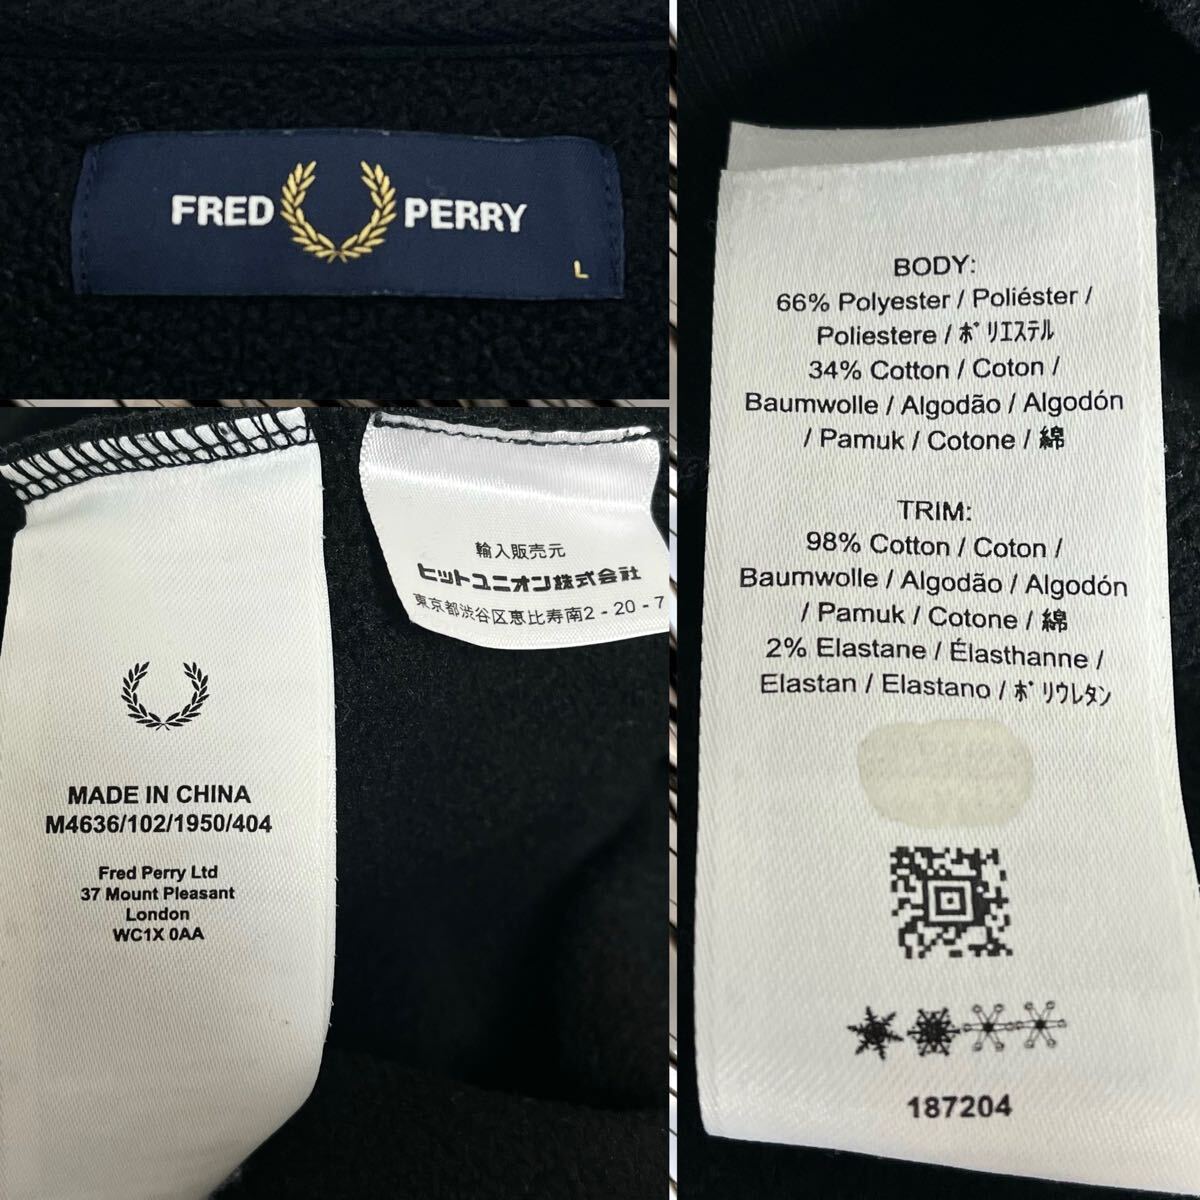 FRED PERRY
L
MADE IN CHINA
M4636/102/1950/404
Fred Perry Ltd
37 Mount Pleasant
London
WC1X 0AA
輸入販売元
ヒットユニオン株式会社
東京都渋谷区恵比寿南2-20-7
BODY:
66% Polyester / Poliéster /
Poliestere / ポリエステル
34% Cotton / Coton /
Baumwolle / Algodão / Algodón
/ Pamuk / Cotone / 綿
TRIM:
98% Cotton / Coton /
Baumwolle / Algodão / Algodón
/ Pamuk / Cotone / 綿
2% Elastane / Élasthanne /
Elastan / Elastano / ポリウレタン
187204